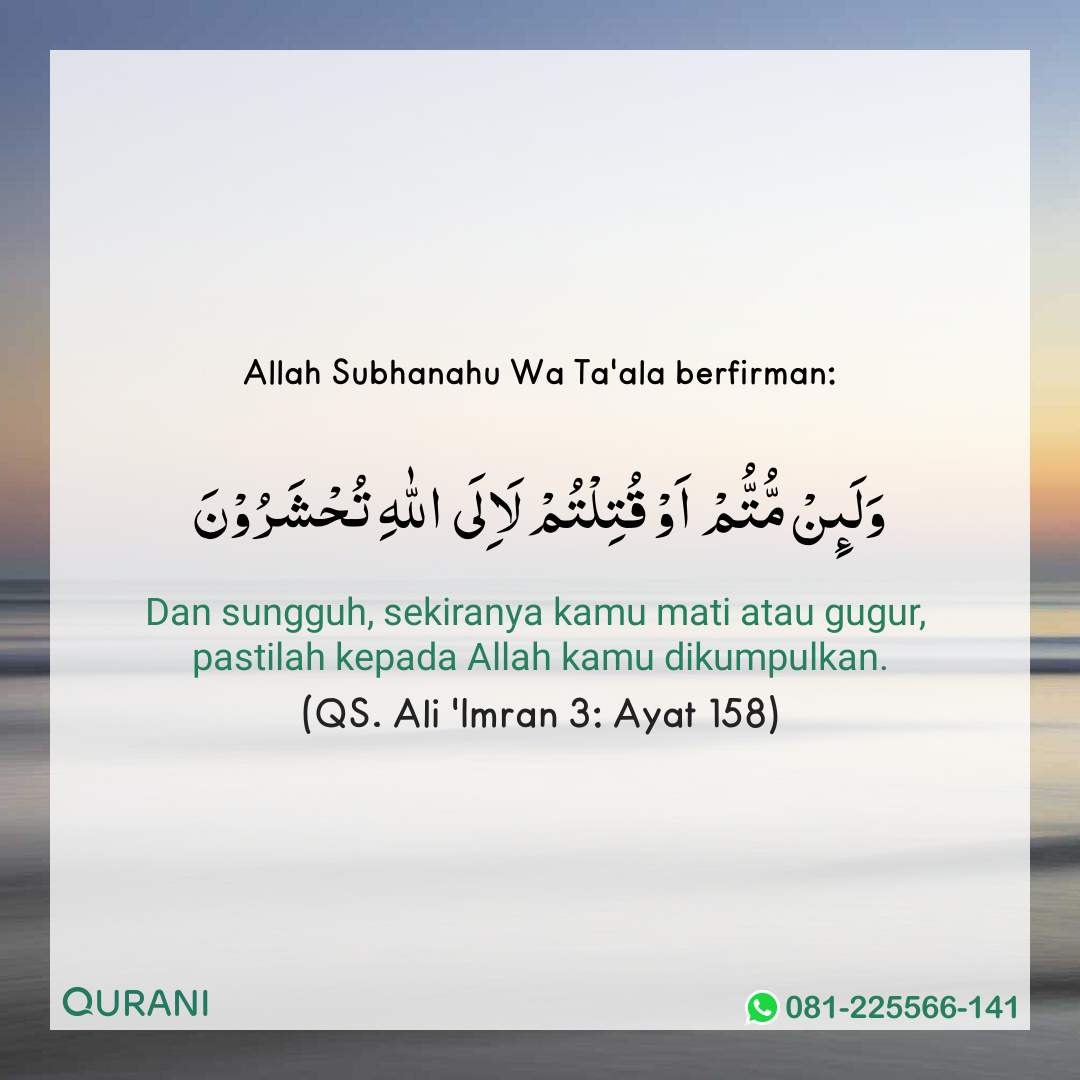 Allah Subhanahu Wa Ta'ala berfirman:
وَلَىِٕنْ مُّتُّمْ اَوْ قُتِلْتُمْ لَاِلَى اللّٰهِ تُحْشَرُوْنَ
Dan sungguh, sekiranya kamu mati atau gugur,
pastilah kepada Allah kamu dikumpulkan.
(QS. Ali 'Imran 3: Ayat 158)
QURANI
081-225566-141